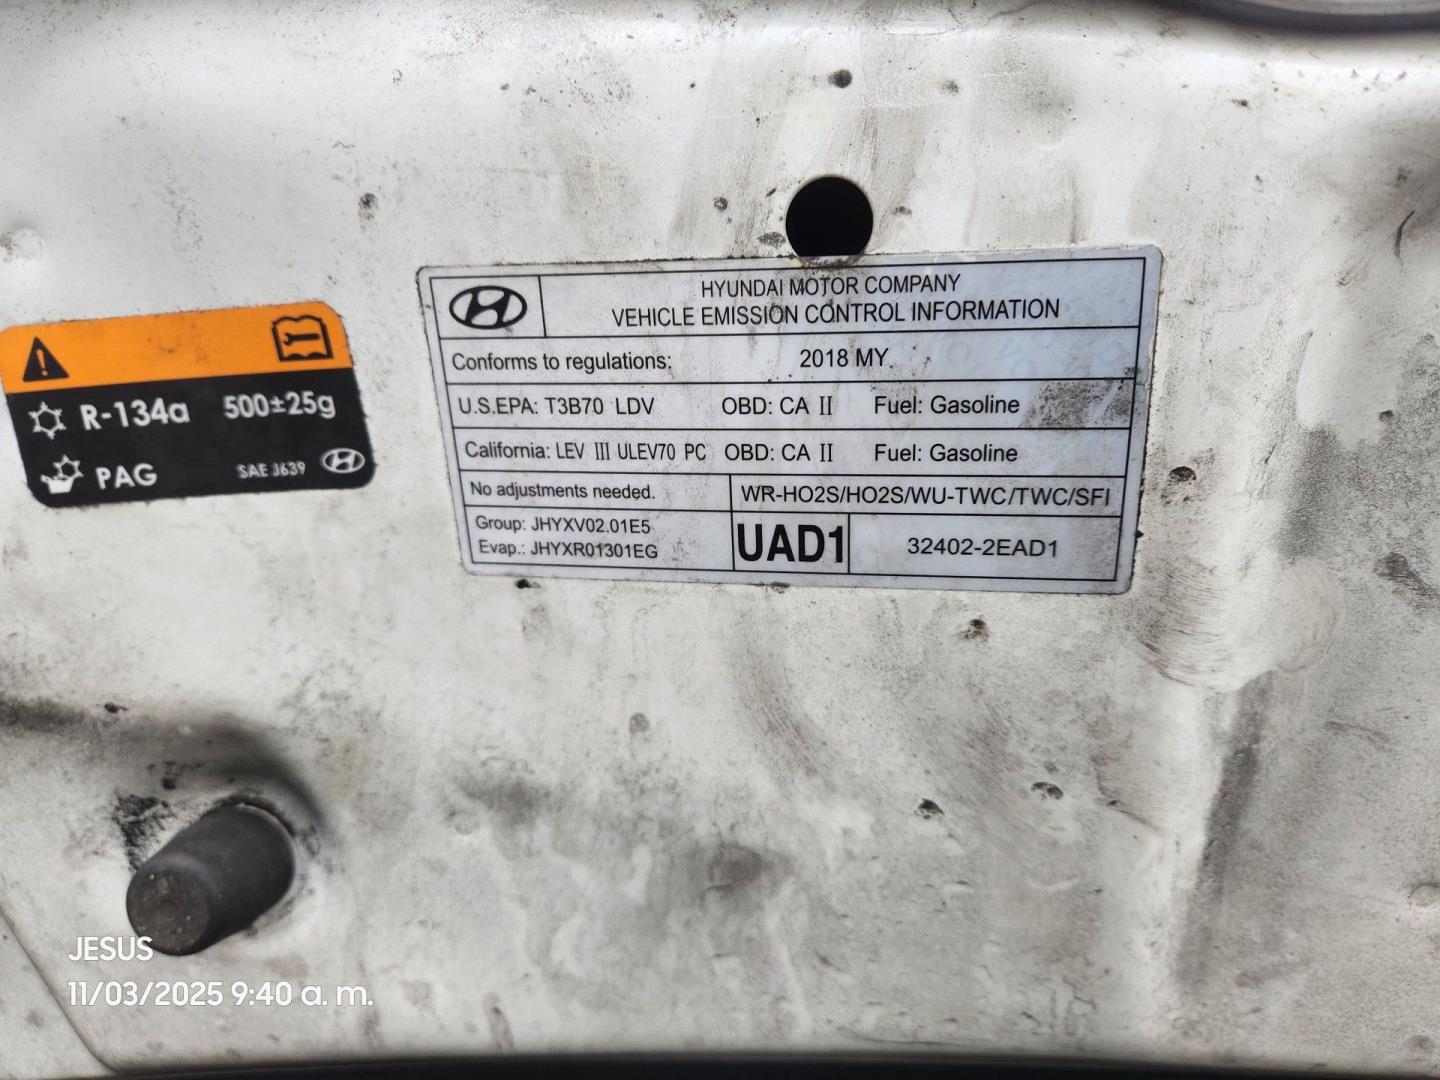 HYUNDAI MOTOR COMPANY
VEHICLE EMISSION CONTROL INFORMATION
Conforms to regulations: 2018 MY
U.S.EPA: T3B70 LDV OBD: CA II Fuel: Gasoline
California: LEV III ULEV70 PC OBD: CA II Fuel: Gasoline
No adjustments needed. WR-HO2S/HO2S/WU-TWC/TWC/SFI
Group: JHYXV02.01E5
Evap.: JHYXR01301EG
UAD1 32402-2EAD1
R-134a 500±25g
PAG SAE J639
JESUS
11/03/2025 9:40 a. m.